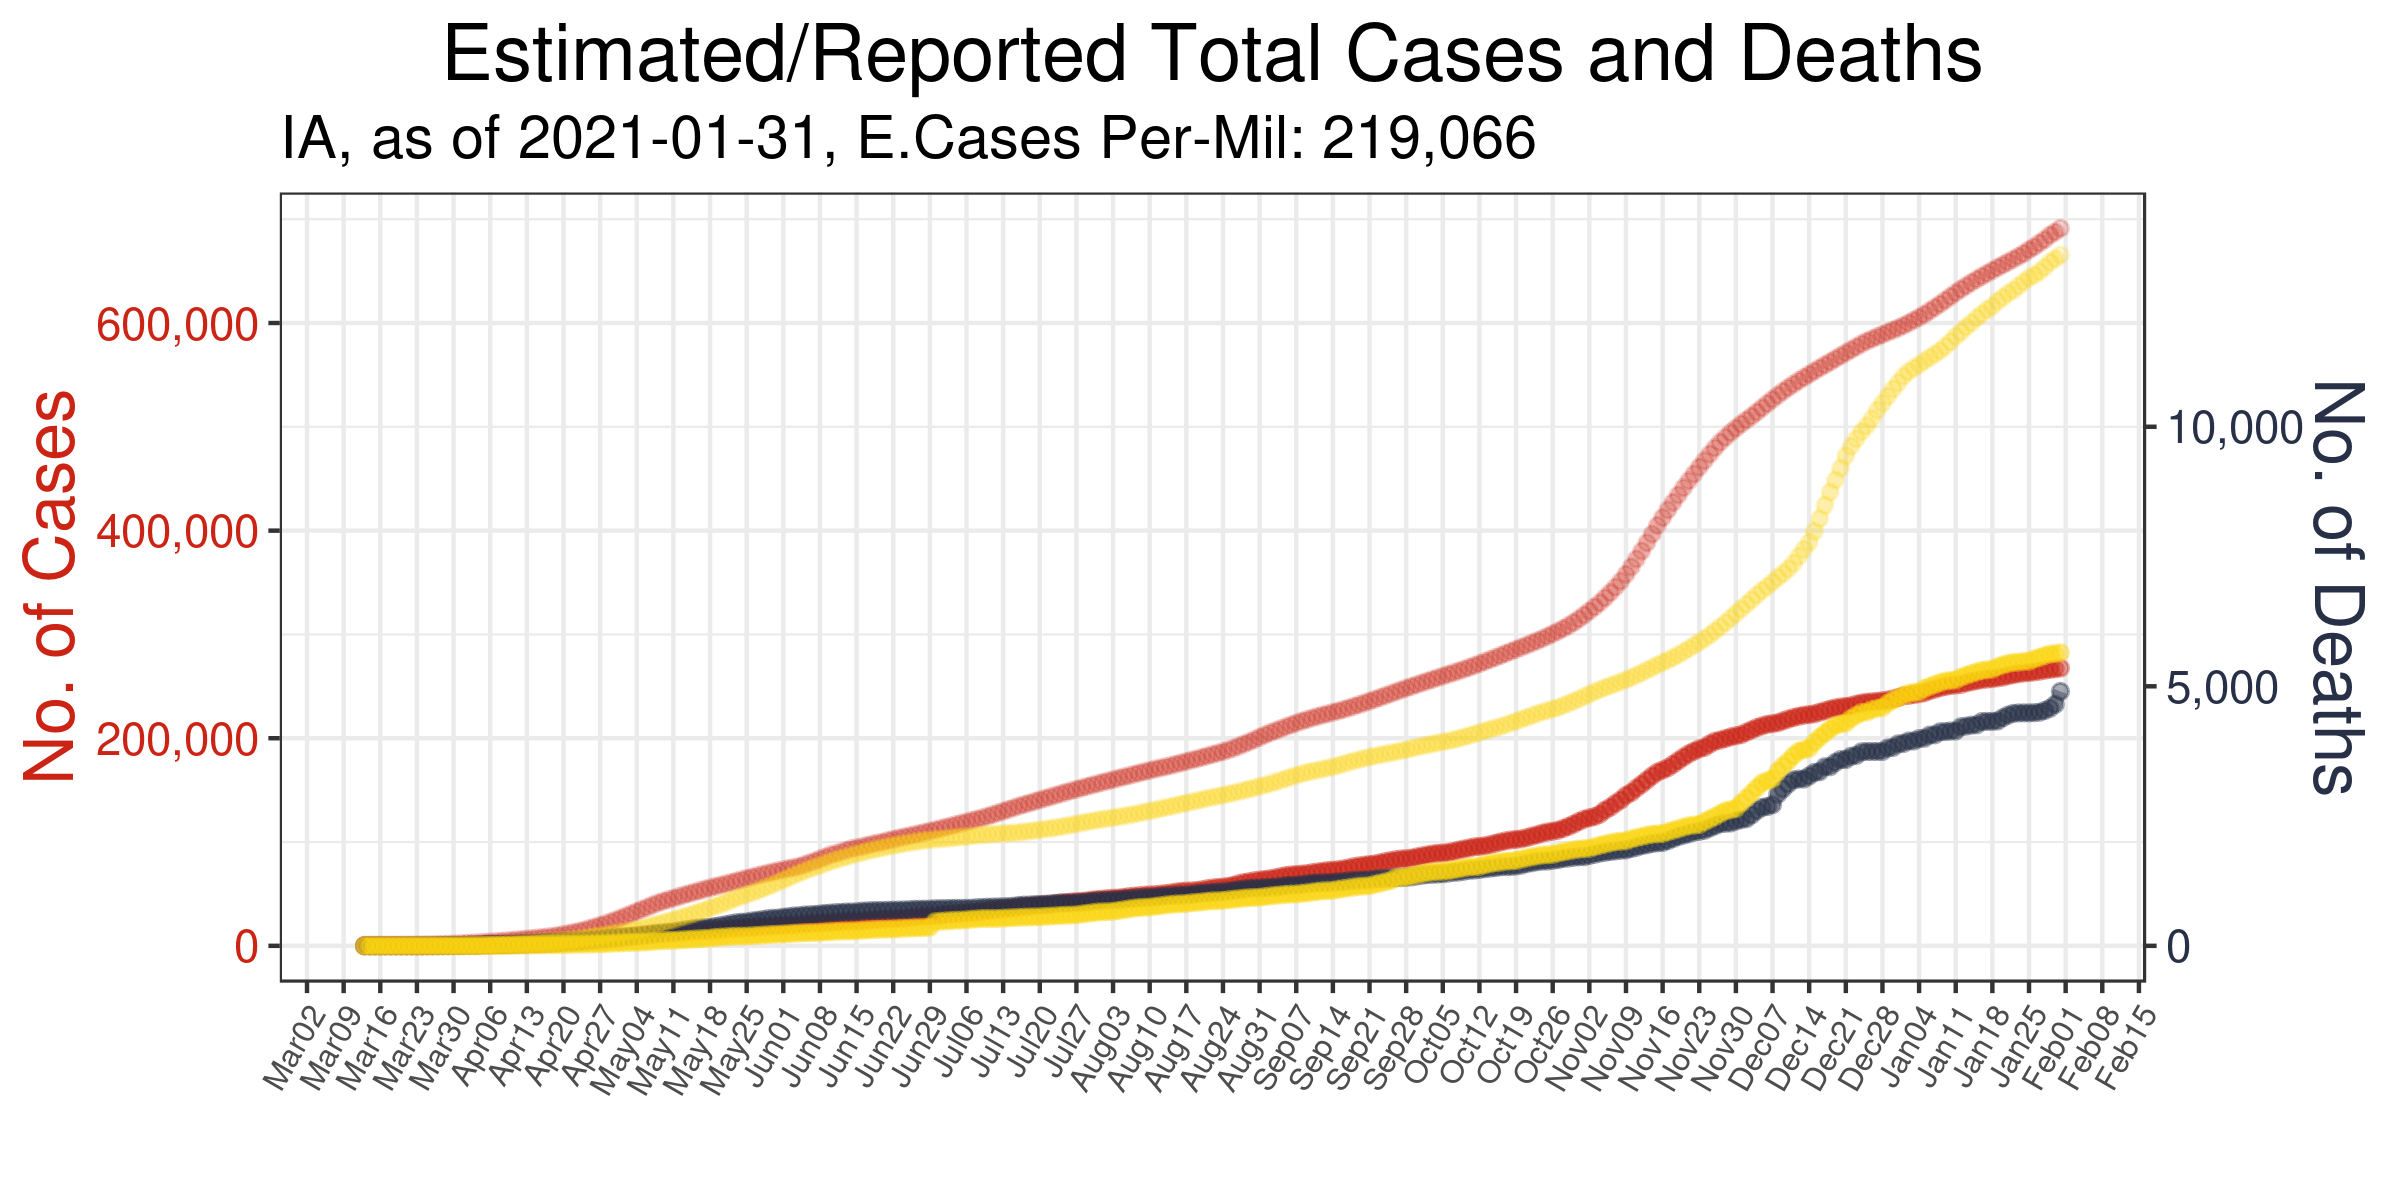 Estimated/Reported Total Cases and Deaths
IA, as of 2021-01-31, E.Cases Per-Mil: 219,066
No. of Cases
600,000
400,000
200,000
0
10,000
5,000
0
No. of Deaths
Mar02
Mar09
Mar16
Mar23
Mar30
Apr06
Apr13
Apr20
Apr27
May04
May11
May18
May25
Jun01
Jun08
Jun15
Jun22
Jun29
Jul06
Jul13
Jul20
Jul27
Aug03
Aug10
Aug17
Aug24
Aug31
Sep07
Sep14
Sep21
Sep28
Oct05
Oct12
Oct19
Oct26
Nov02
Nov09
Nov16
Nov23
Nov30
Dec07
Dec14
Dec21
Dec28
Jan04
Jan11
Jan18
Jan25
Feb01
Feb08
Feb15